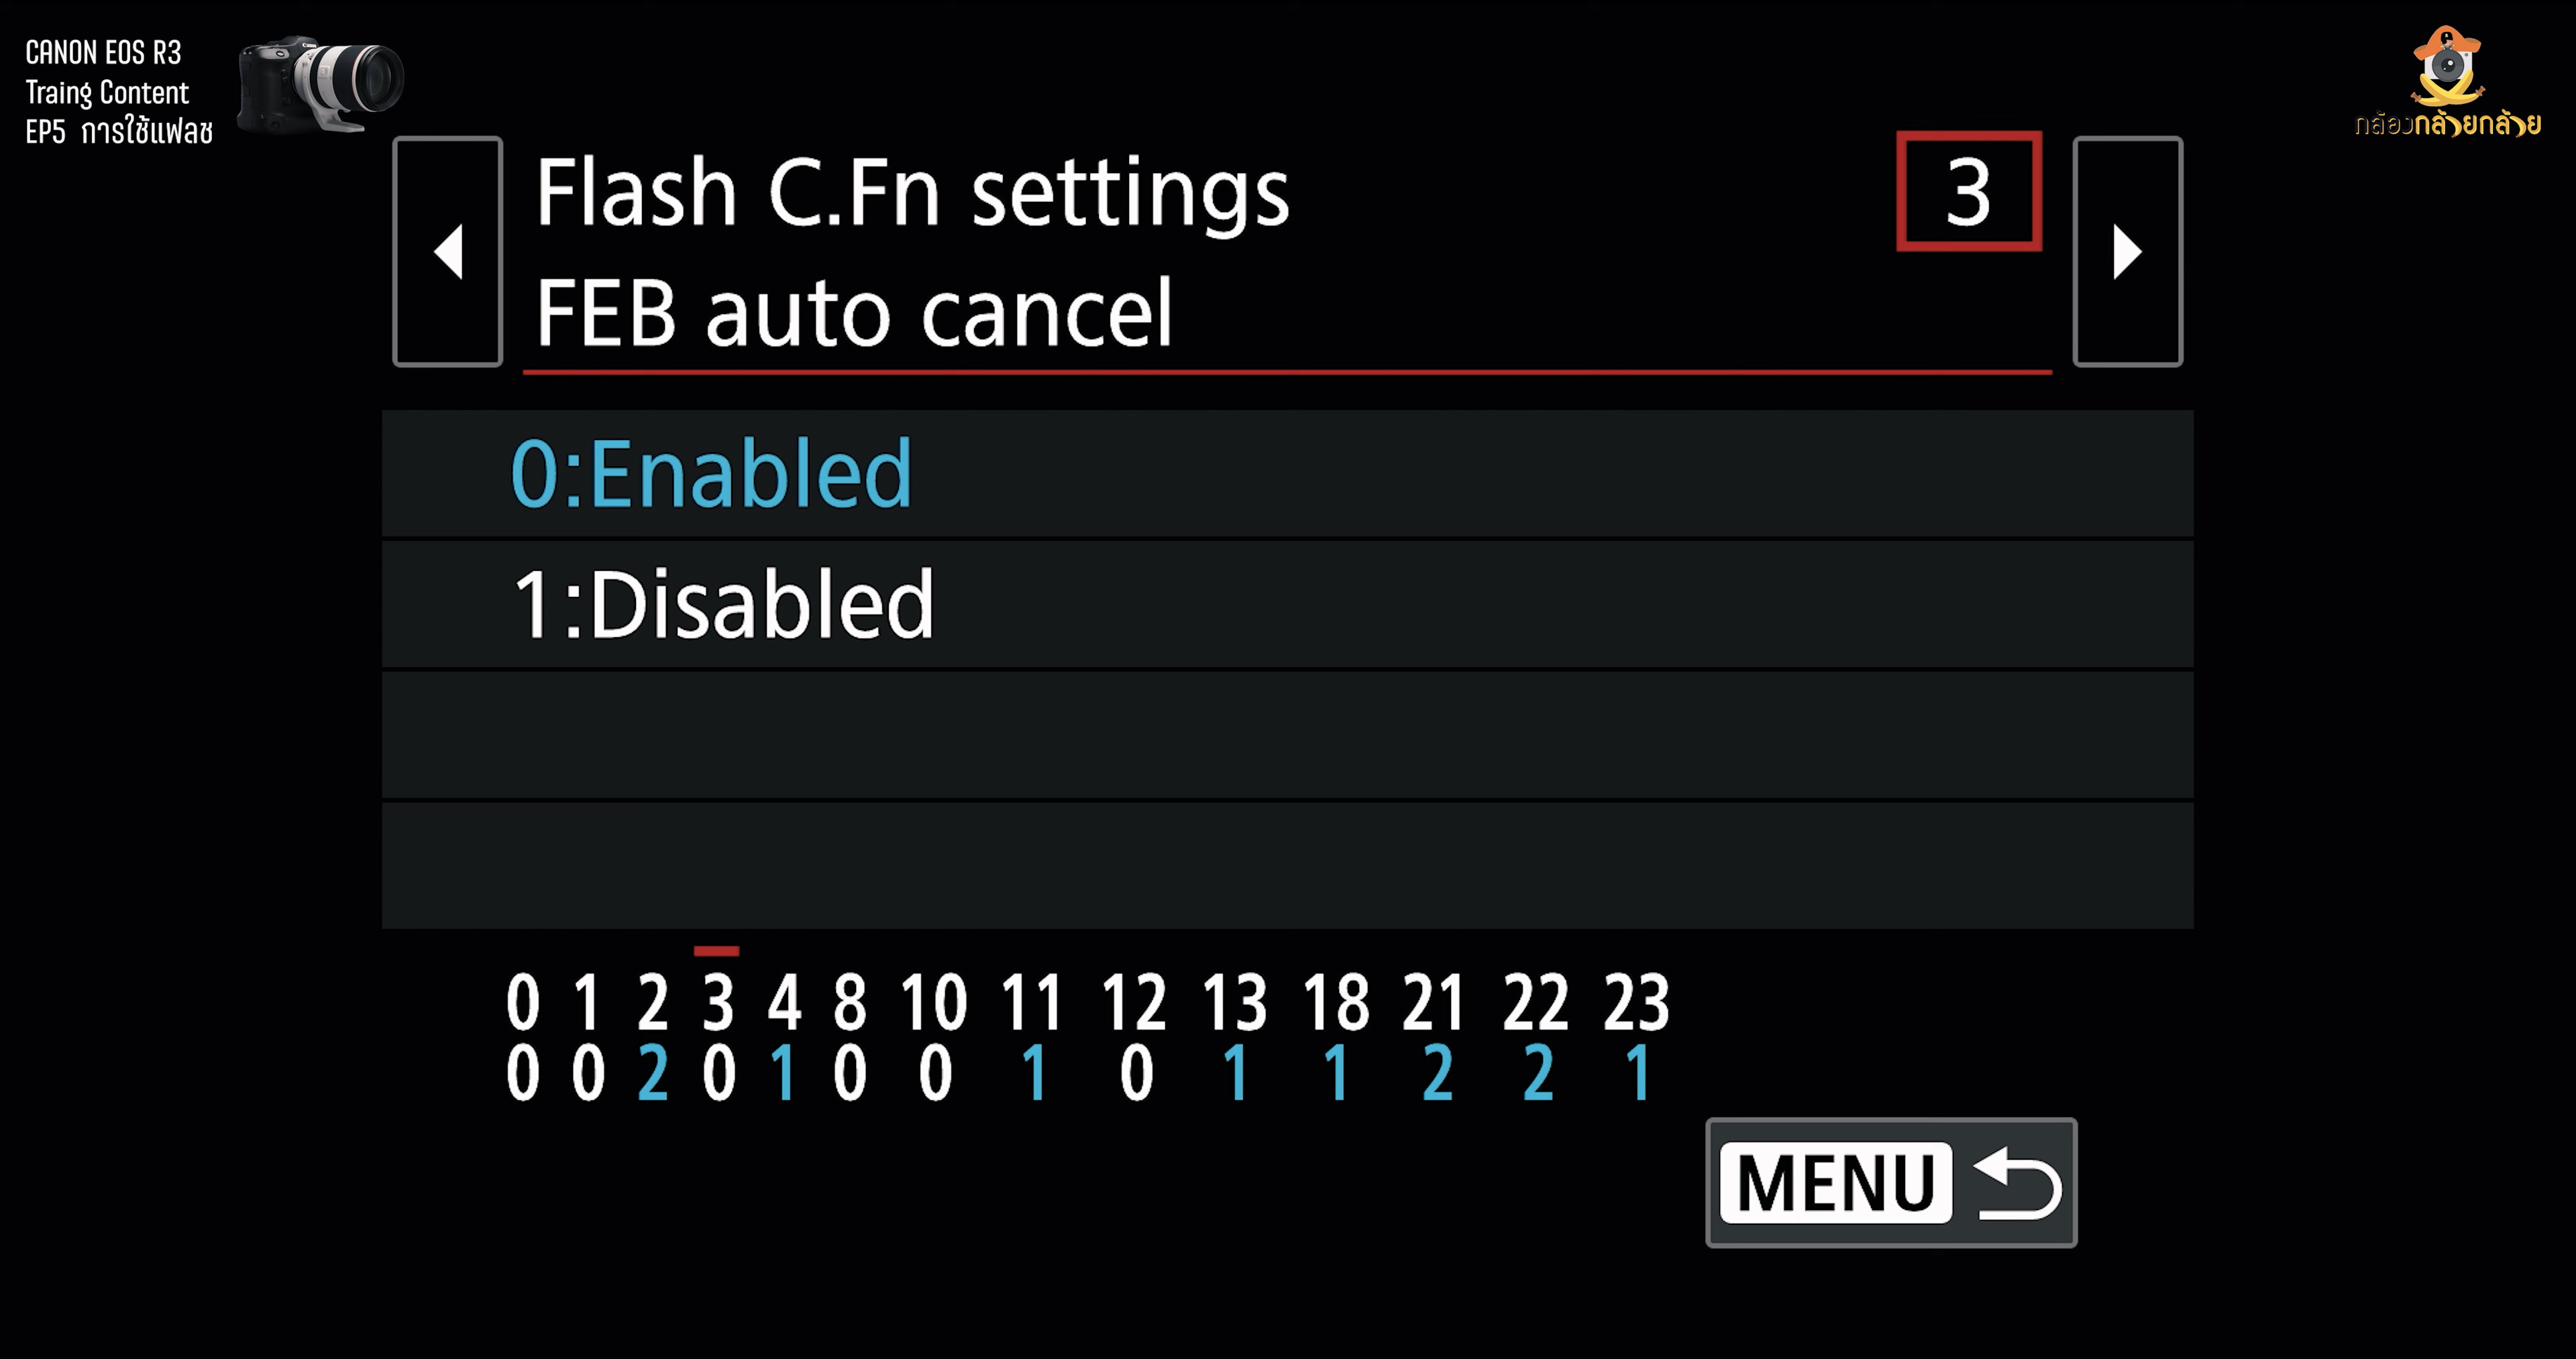 CANON EOS R3
Traing Content
EP5 การใช้แฟลช
กล้องกล้วยกล้วย
Flash C.Fn settings
3
FEB auto cancel
0:Enabled
1:Disabled
0 1 2 3 4 8 10 11 12 13 18 21 22 23
0 0 2 0 1 0 0 1 0 1 1 2 2 1
MENU